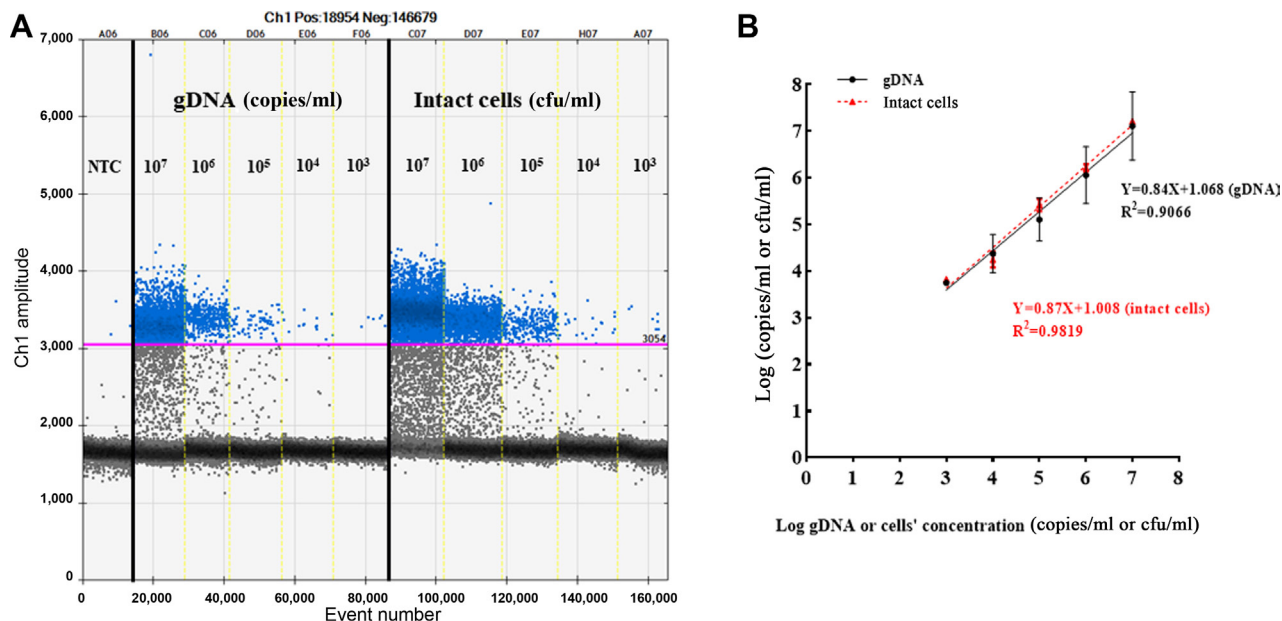 A
Ch1 Pos:18954 Neg:146679
A06 B06 C06 D06 E06 F06 C07 D07 E07 H07 A07
7,000
6,000
5,000
4,000
3,000
2,000
1,000
0
Ch1 amplitude
gDNA (copies/ml)
Intact cells (cfu/ml)
NTC 10⁷ 10⁶ 10⁵ 10⁴ 10³ 10⁷ 10⁶ 10⁵ 10⁴ 10³
3054
0 20,000 40,000 60,000 80,000 100,000 120,000 140,000 160,000
Event number
B
gDNA
Intact cells
8
7
6
5
4
3
2
1
0
Log (copies/ml or cfu/ml)
Y=0.84X+1.068 (gDNA)
R²=0.9066
Y=0.87X+1.008 (intact cells)
R²=0.9819
0 1 2 3 4 5 6 7 8
Log gDNA or cells' concentration (copies/ml or cfu/ml)